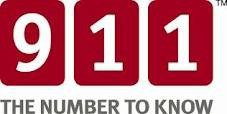 911™
THE NUMBER TO KNOW